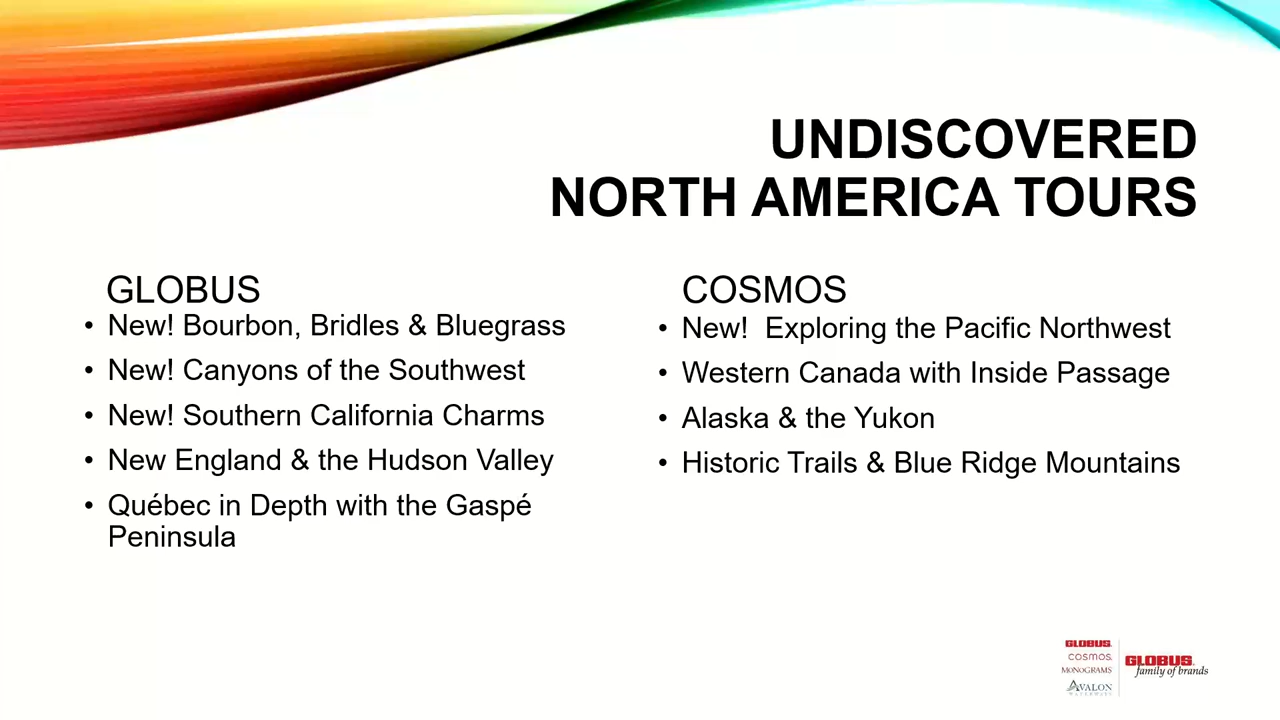 UNDISCOVERED
NORTH AMERICA TOURS
GLOBUS
• New! Bourbon, Bridles & Bluegrass
• New! Canyons of the Southwest
• New! Southern California Charms
• New England & the Hudson Valley
• Québec in Depth with the Gaspé
Peninsula
COSMOS
• New!  Exploring the Pacific Northwest
• Western Canada with Inside Passage
• Alaska & the Yukon
• Historic Trails & Blue Ridge Mountains
GLOBUS.
COSMOS.
MONOGRAMS
AVALON
WATERWAYS
GLOBUS.
family of brands